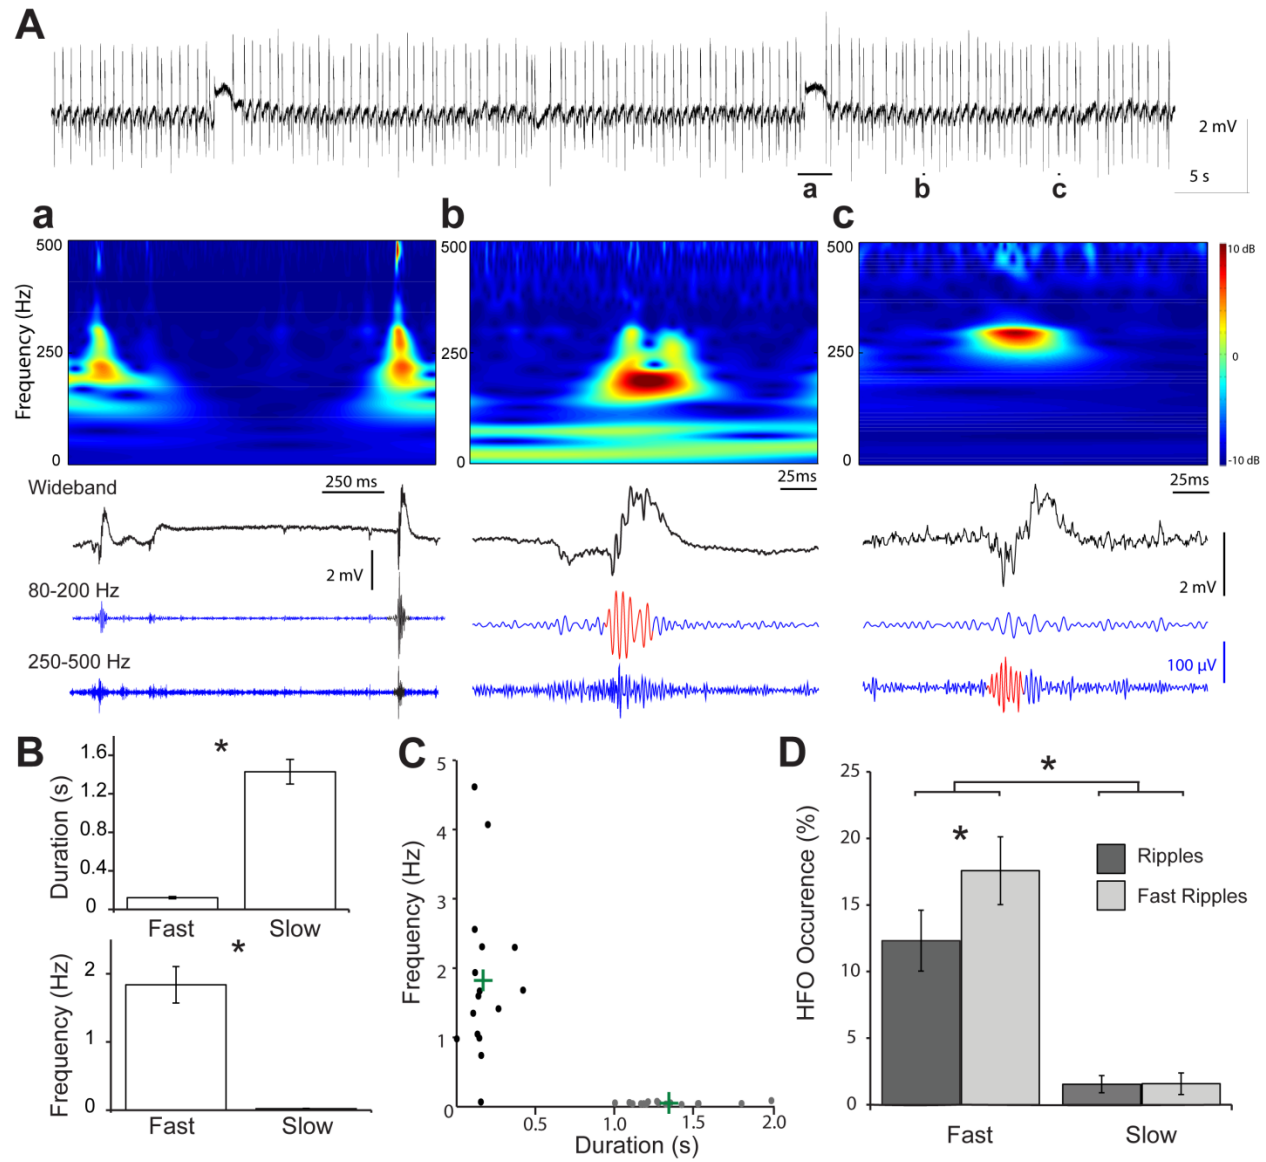 A
2 mV
5 s
a b c
a b c
500 500 500
10 dB
Frequency (Hz)
250 250 250
0
0 0 0
-10 dB
250 ms 25ms 25ms
Wideband
2 mV
2 mV
80-200 Hz
250-500 Hz
100 µV
B
*
1.6
1.2
0.8
0.4
0
Duration (s)
Fast Slow
*
2
1
0
Frequency (Hz)
Fast Slow
C
5
4
3
2
1
Frequency (Hz)
0 0.5 1.0 1.5 2.0
Duration (s)
D
25
20
15
10
5
0
HFO Occurence (%)
*
*
Ripples
Fast Ripples
Fast Slow